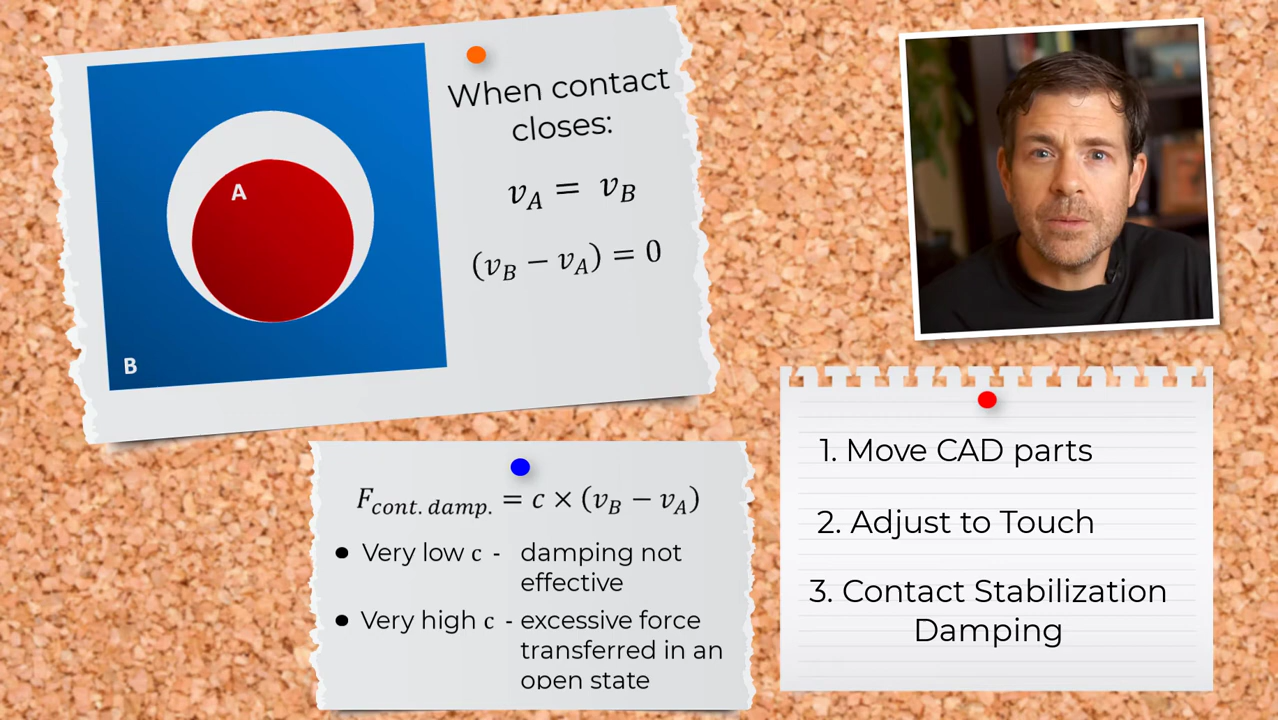 A
B
When contact
closes:
v_A = v_B
(v_B − v_A) = 0
F_cont. damp. = c × (v_B − v_A)
● Very low c - damping not
effective
● Very high c - excessive force
transferred in an
open state
1. Move CAD parts
2. Adjust to Touch
3. Contact Stabilization
Damping